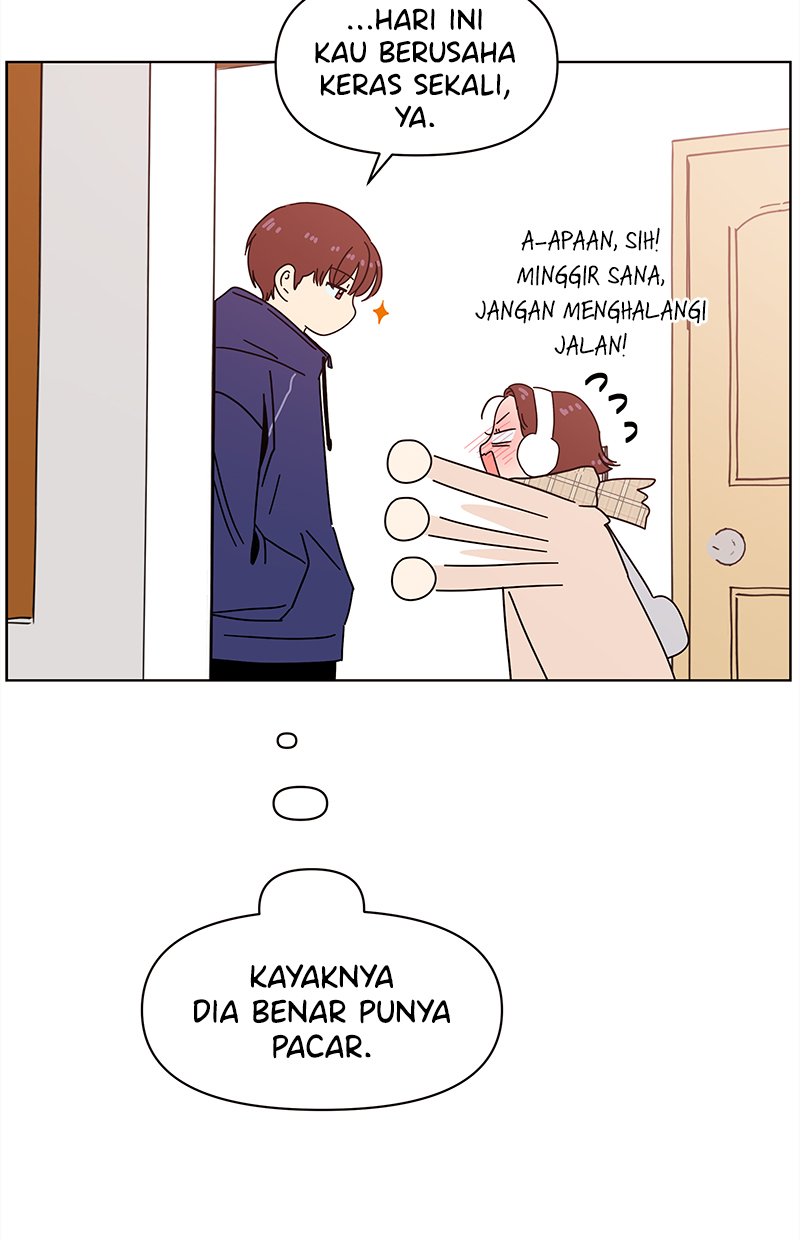 ...HARI INI
KAU BERUSAHA
KERAS SEKALI,
YA.
A-APAAN, SIH!
MINGGIR SANA,
JANGAN MENGHALANGI
JALAN!
KAYAKNYA
DIA BENAR PUNYA
PACAR.